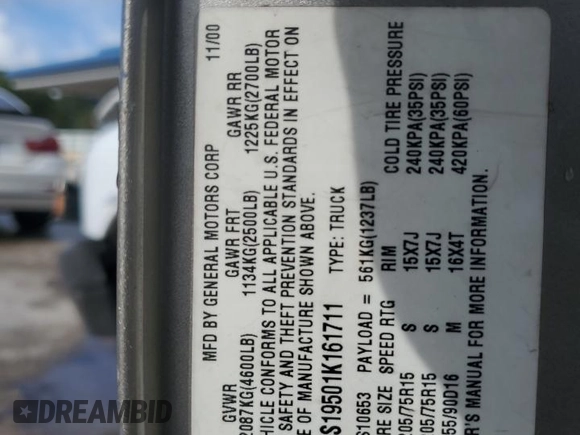 MFD BY GENERAL MOTORS CORP 11/00
GVWR GAWR FRT GAWR RR
2087KG(4600LB) 1134KG(2500LB) 1225KG(2700LB)
HICLE CONFORMS TO ALL APPLICABLE U.S. FEDERAL MOTOR
SAFETY AND THEFT PREVENTION STANDARDS IN EFFECT ON
E OF MANUFACTURE SHOWN ABOVE.
S19501K161711 TYPE: TRUCK
S10653 PAYLOAD = 561KG(1237LB)
RE SIZE SPEED RTG RIM COLD TIRE PRESSURE
05/75R15 S 15X7J 240KPA(35PSI)
05/75R15 S 15X7J 240KPA(35PSI)
55/90D16 M 16X4T 420KPA(60PSI)
R'S MANUAL FOR MORE INFORMATION.